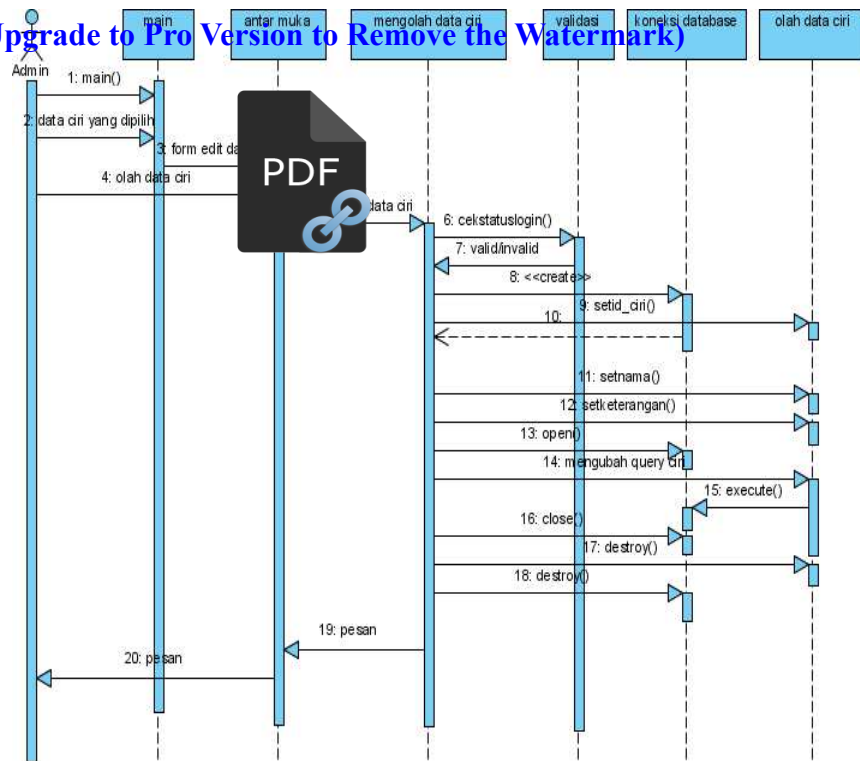 main
antar muka
mengolah data ciri
validasi
koneksi database
olah data ciri
Upgrade to Pro Version to Remove the Watermark)
Admin
1: main()
2: data ciri yang dipilih
3: form edit
4: olah data ciri
PDF
data ciri
6: cekstatuslogin()
7: valid/invalid
8: <<create>>
9: setid_ciri()
10:
11: setnama()
12: setketerangan()
13: open()
14: mengubah query ciri
15: execute()
16: close()
17: destroy()
18: destroy()
19: pesan
20: pesan